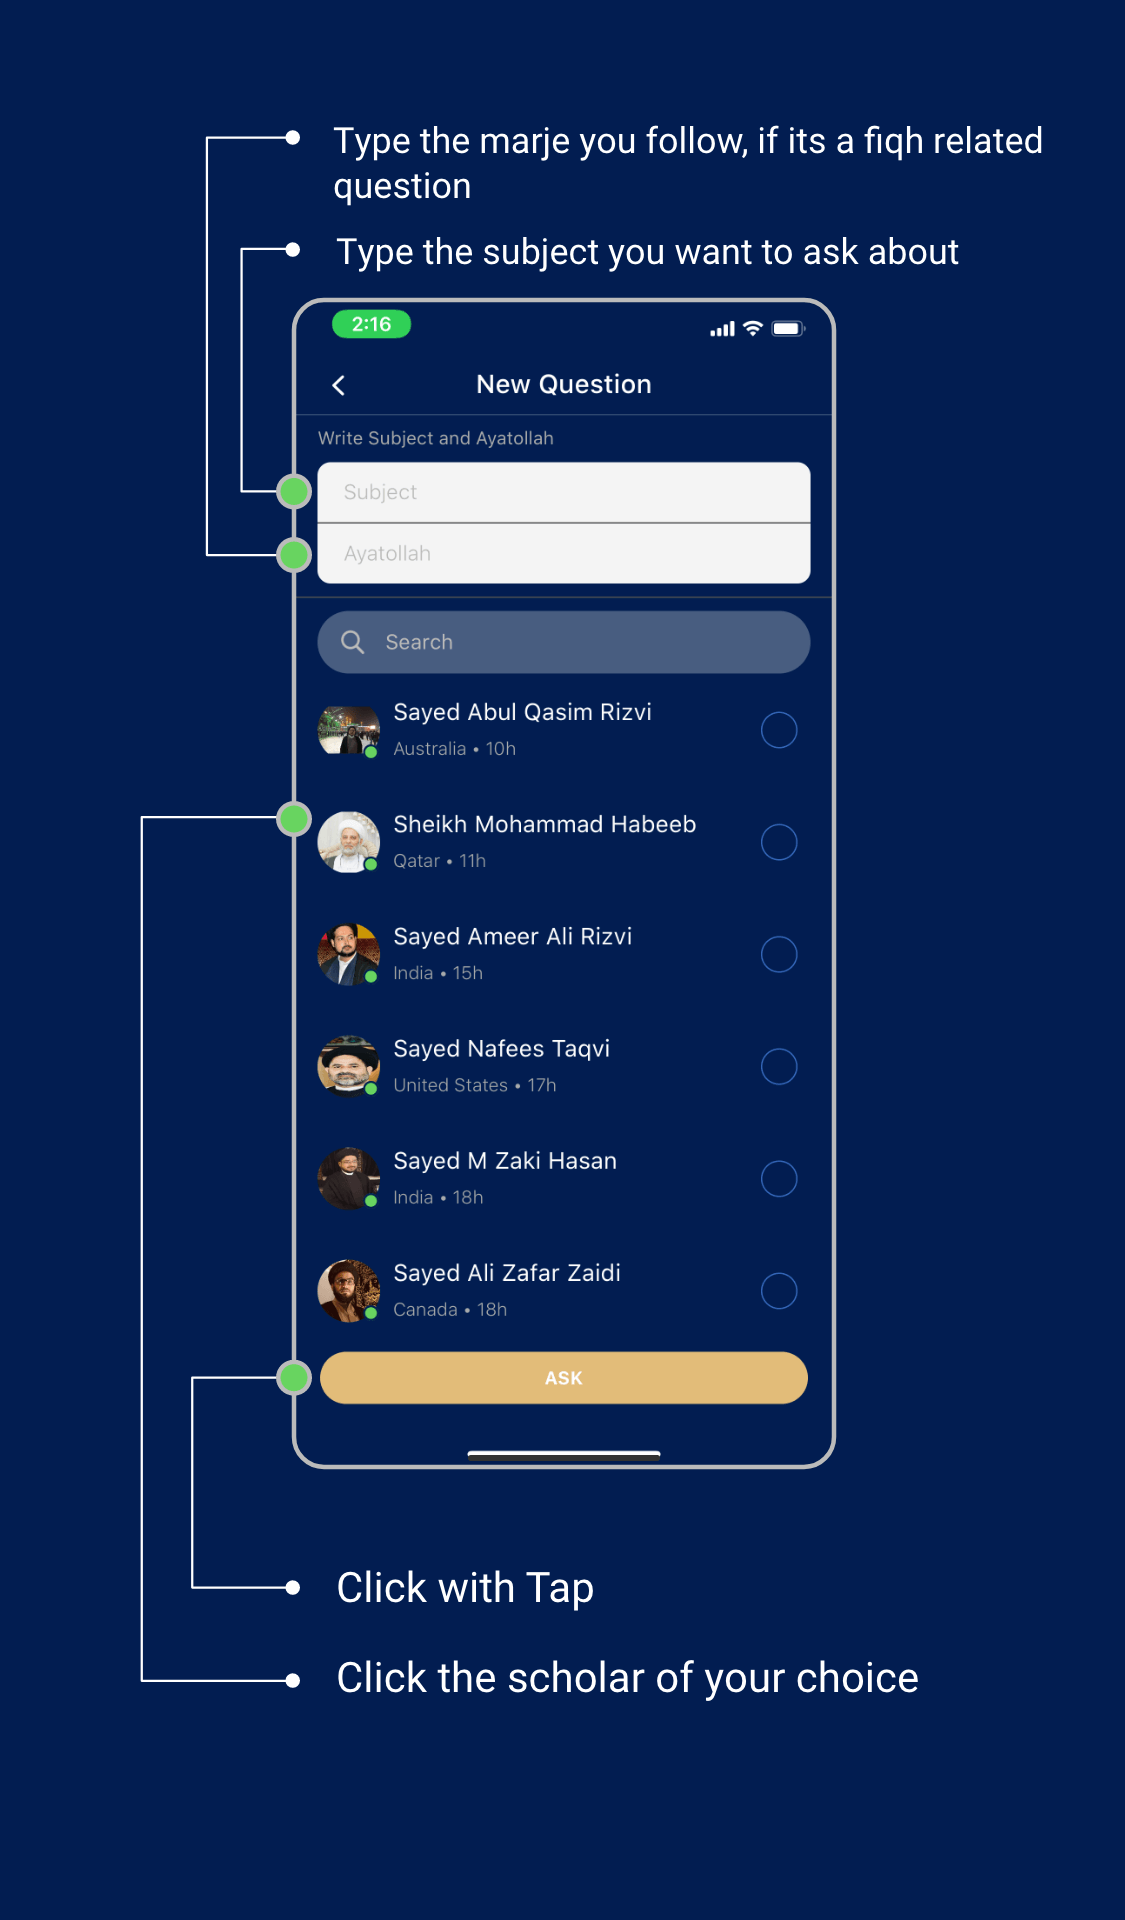 Type the marje you follow, if its a fiqh related
question
Type the subject you want to ask about
2:16
New Question
Write Subject and Ayatollah
Subject
Ayatollah
Search
Sayed Abul Qasim Rizvi
Australia • 10h
Sheikh Mohammad Habeeb
Qatar • 11h
Sayed Ameer Ali Rizvi
India • 15h
Sayed Nafees Taqvi
United States • 17h
Sayed M Zaki Hasan
India • 18h
Sayed Ali Zafar Zaidi
Canada • 18h
ASK
Click with Tap
Click the scholar of your choice